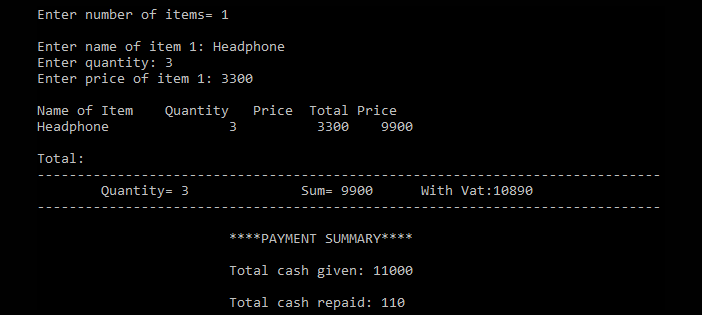 Enter number of items= 1
Enter name of item 1: Headphone
Enter quantity: 3
Enter price of item 1: 3300
Name of Item    Quantity   Price  Total Price
Headphone               3          3300    9900
Total:
------------------------------------------------------------------------------
Quantity= 3              Sum= 9900      With Vat:10890
------------------------------------------------------------------------------
****PAYMENT SUMMARY****
Total cash given: 11000
Total cash repaid: 110